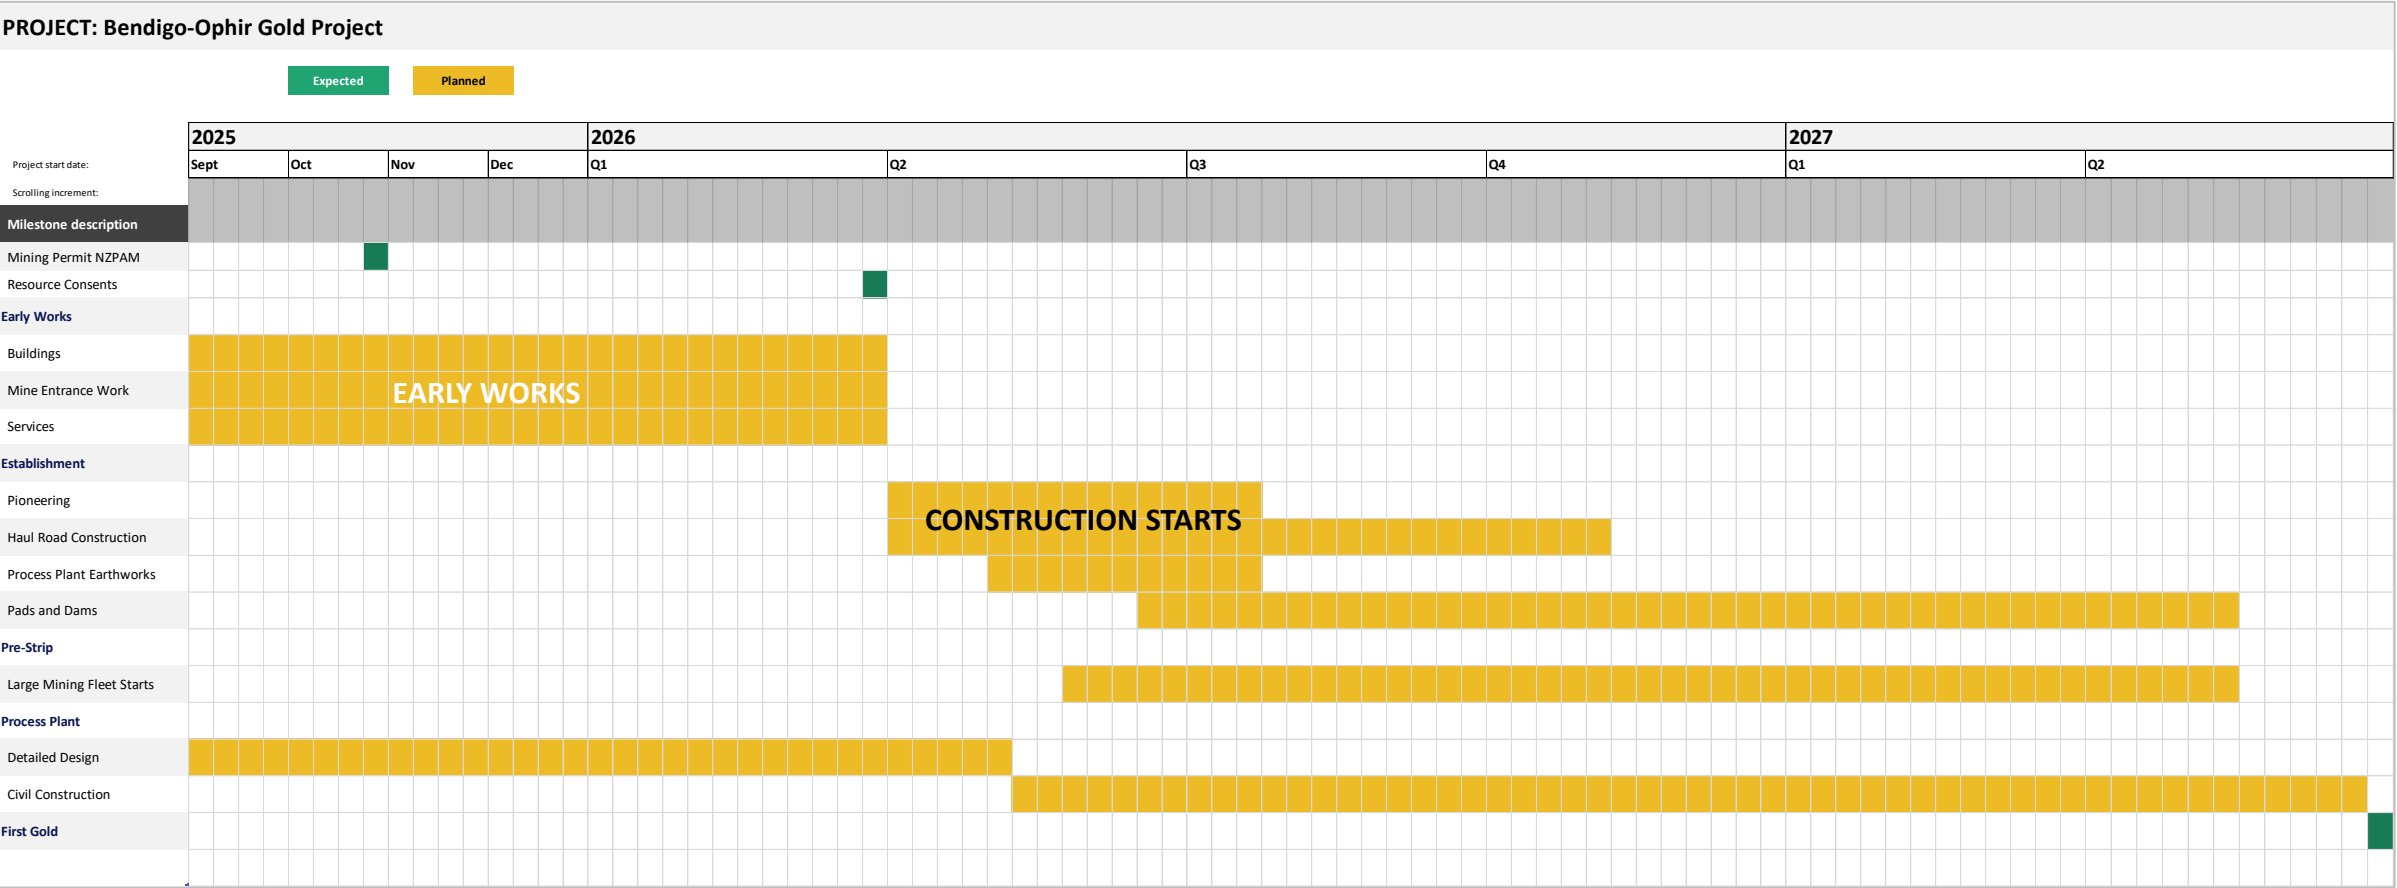 PROJECT: Bendigo-Ophir Gold Project
Expected Planned
2025 2026 2027
Project start date: Sept Oct Nov Dec Q1 Q2 Q3 Q4 Q1 Q2
Scrolling increment:
Milestone description
Mining Permit NZPAM
Resource Consents
Early Works
Buildings
Mine Entrance Work EARLY WORKS
Services
Establishment
Pioneering
CONSTRUCTION STARTS
Haul Road Construction
Process Plant Earthworks
Pads and Dams
Pre-Strip
Large Mining Fleet Starts
Process Plant
Detailed Design
Civil Construction
First Gold